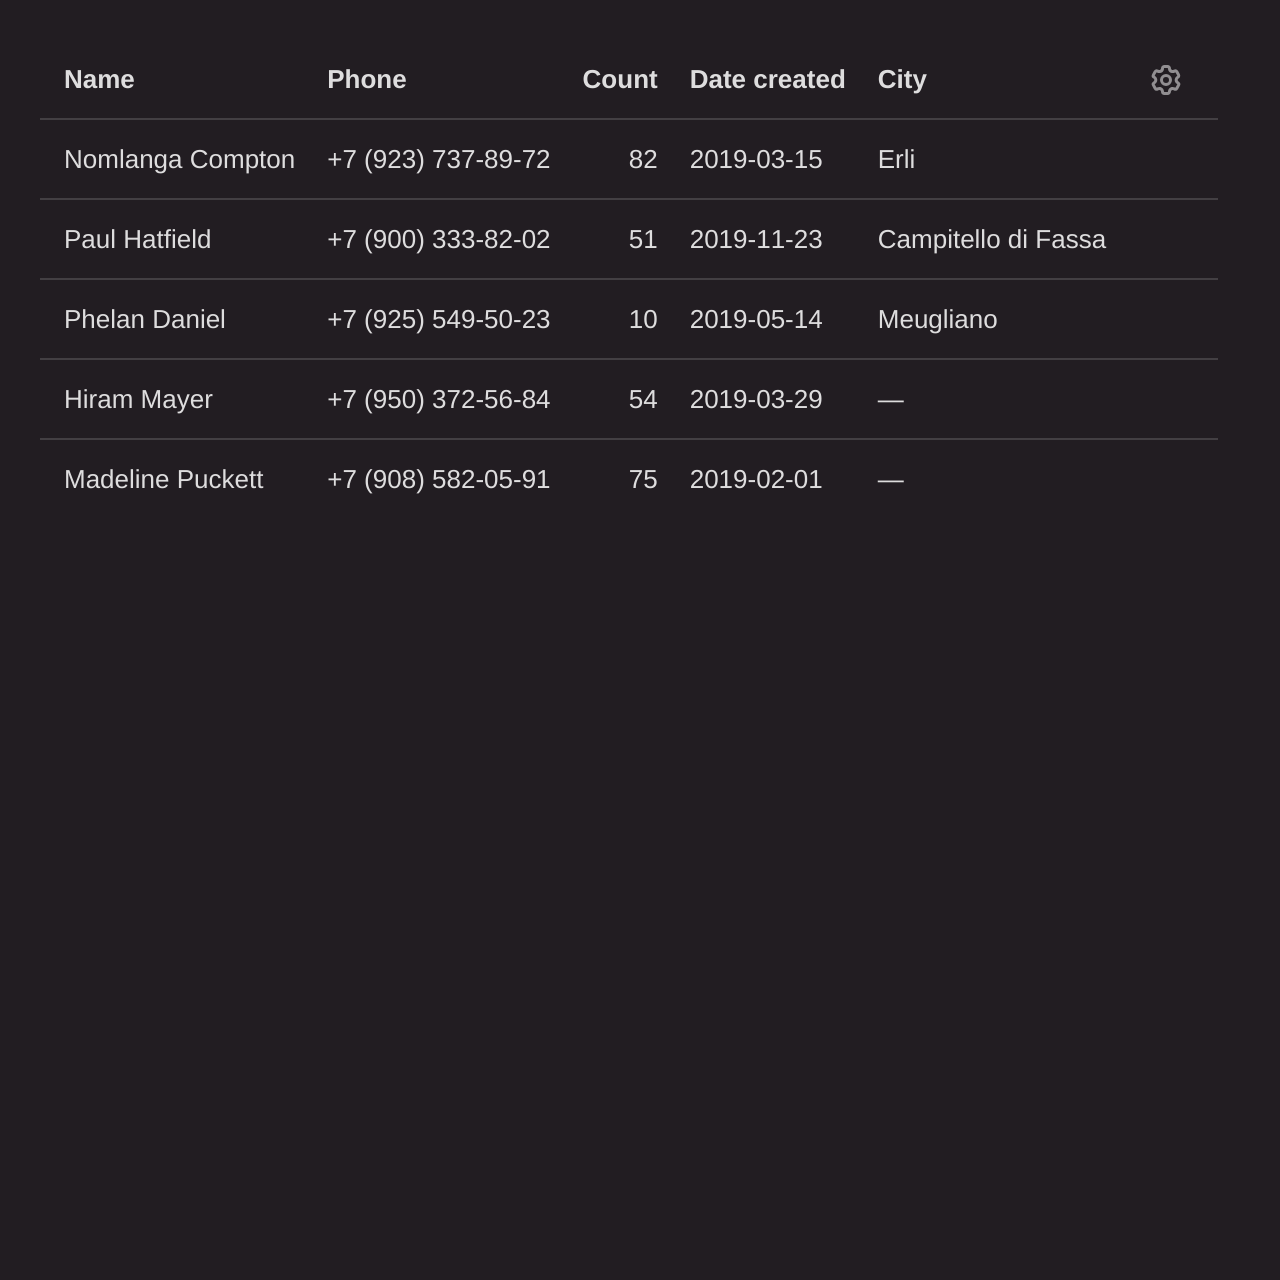 Name Phone Count Date created City
Nomlanga Compton +7 (923) 737-89-72 82 2019-03-15 Erli
Paul Hatfield +7 (900) 333-82-02 51 2019-11-23 Campitello di Fassa
Phelan Daniel +7 (925) 549-50-23 10 2019-05-14 Meugliano
Hiram Mayer +7 (950) 372-56-84 54 2019-03-29 —
Madeline Puckett +7 (908) 582-05-91 75 2019-02-01 —